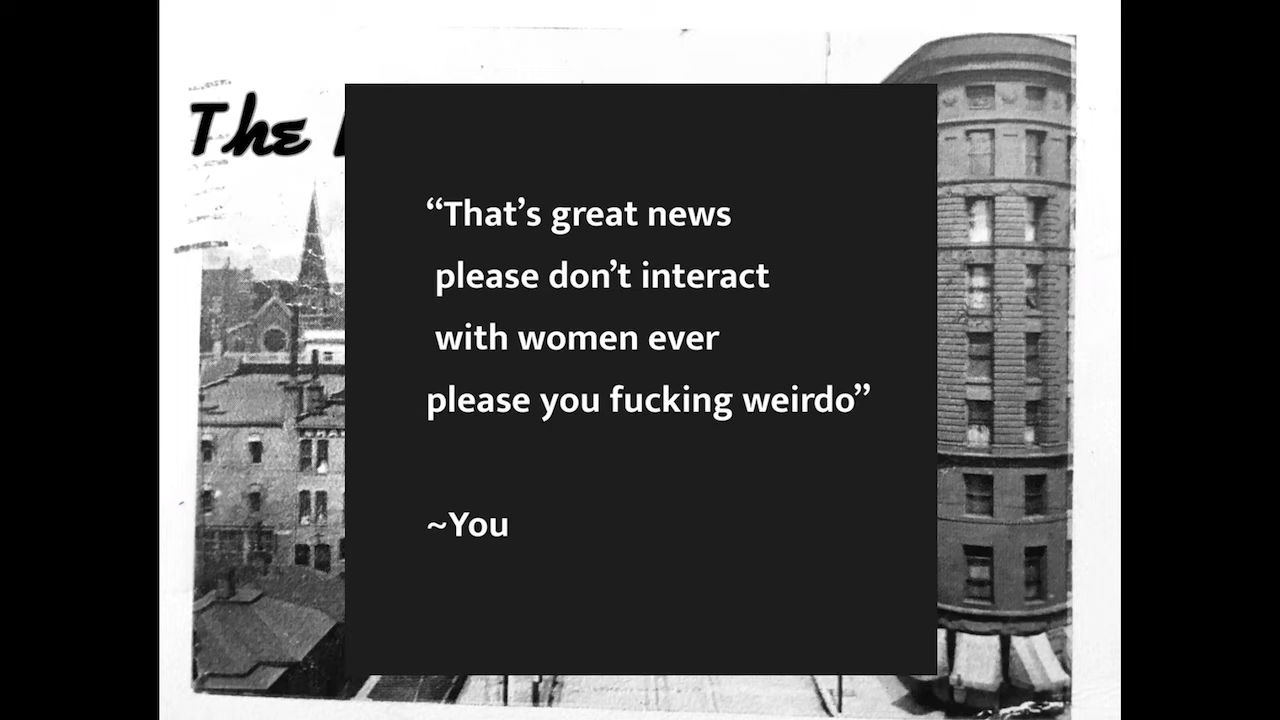 The
“That’s great news
please don’t interact
with women ever
please you fucking weirdo”
~You